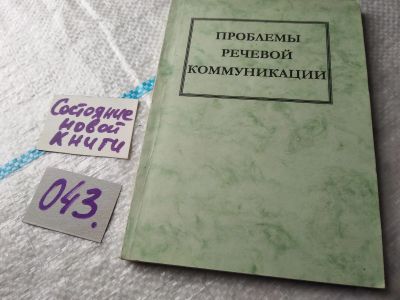 ПРОБЛЕМЫ
РЕЧЕВОЙ
КОММУНИКАЦИИ
Состояние
новой
книги
043.